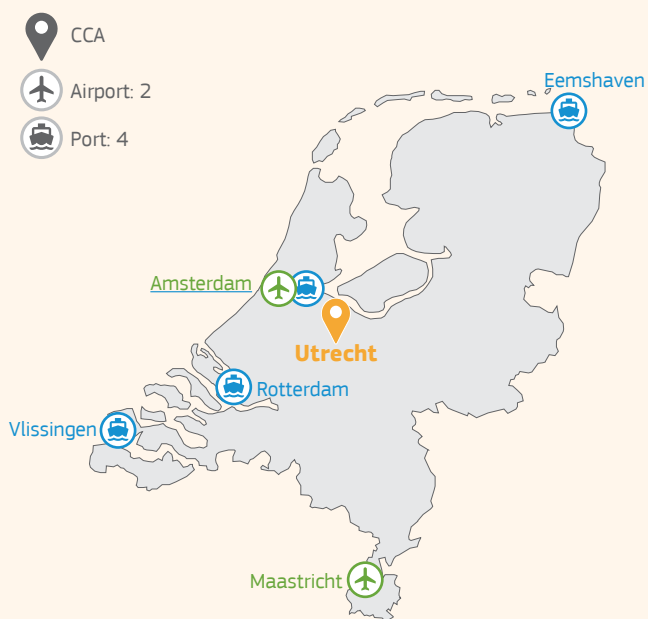 CCA
Airport: 2
Port: 4
Eemshaven
Amsterdam
Utrecht
Rotterdam
Vlissingen
Maastricht